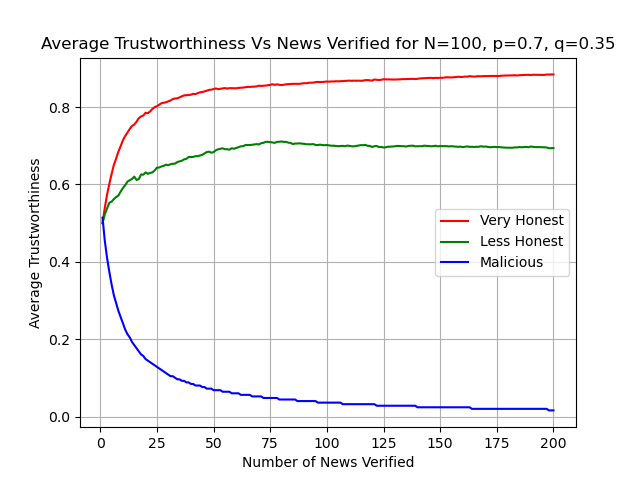 Average Trustworthiness Vs News Verified for N=100, p=0.7, q=0.35
Average Trustworthiness
0.8
0.6
0.4
0.2
0.0
Very Honest
Less Honest
Malicious
0 25 50 75 100 125 150 175 200
Number of News Verified